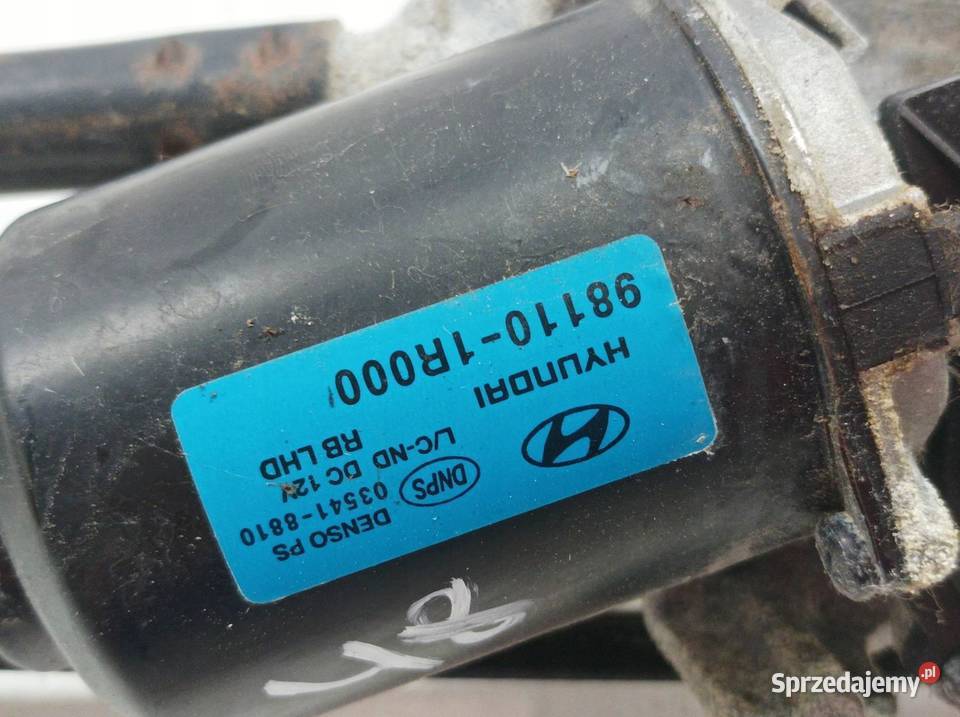 DENSO PS
03541-8810
DNPS
L/C-ND DC 12V
RB LHD
HYUNDAI
98110-1R000
Sprzedajemy.pl